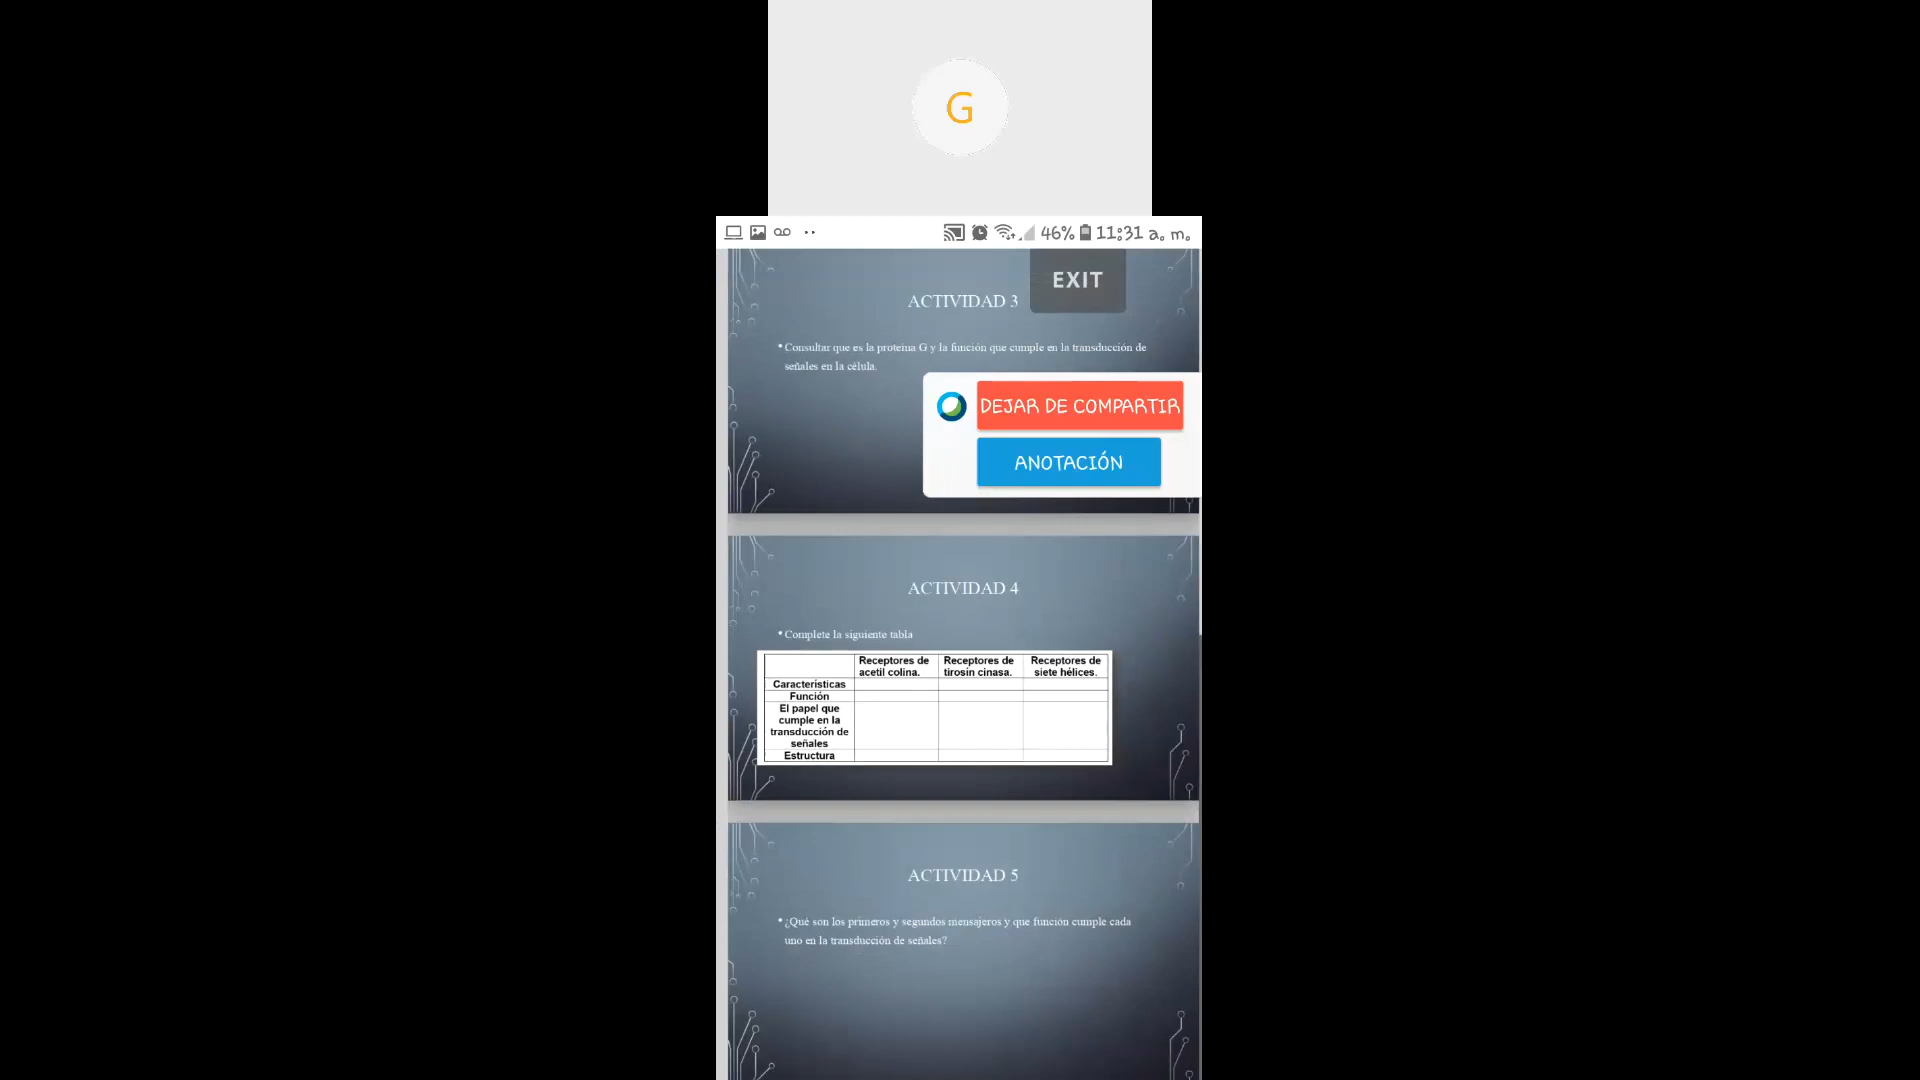 G
46% 11:31 a. m.
EXIT
ACTIVIDAD 3
•Consultar que es la proteína G y la función que cumple en la transducción de
señales en la célula.
DEJAR DE COMPARTIR
ANOTACIÓN
ACTIVIDAD 4
•Complete la siguiente tabla
Receptores de acetil colina. Receptores de tirosin cinasa. Receptores de siete hélices.
Características
Función
El papel que
cumple en la
transducción de
señales
Estructura
ACTIVIDAD 5
•¿Qué son los primeros y segundos mensajeros y que función cumple cada
uno en la transducción de señales?